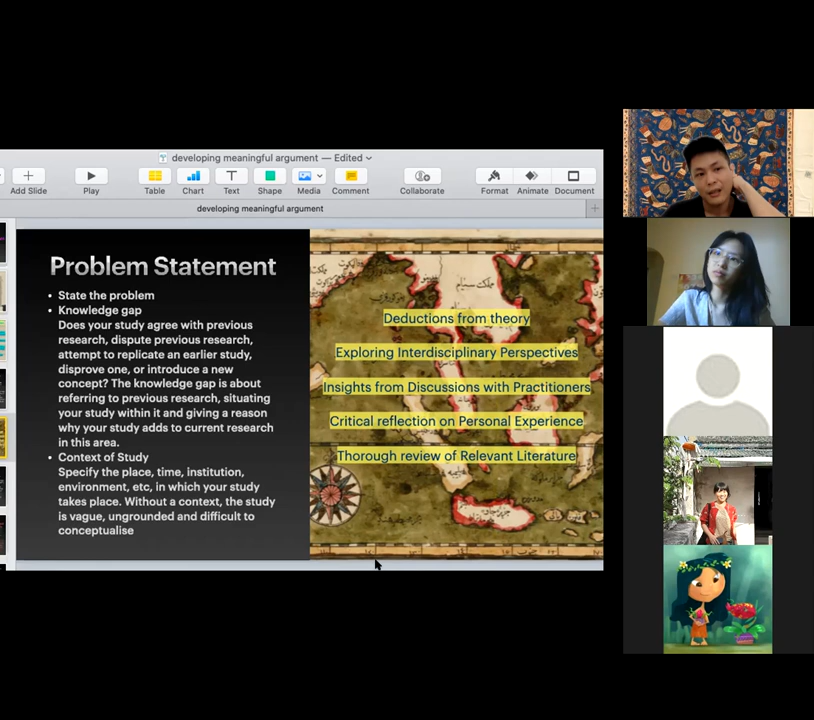 developing meaningful argument — Edited
Add Slide
Play
Table
Chart
Text
Shape
Media
Comment
Collaborate
Format
Animate
Document
developing meaningful argument
Problem Statement
• State the problem
• Knowledge gap
Does your study agree with previous
research, dispute previous research,
attempt to replicate an earlier study,
disprove one, or introduce a new
concept? The knowledge gap is about
referring to previous research, situating
your study within it and giving a reason
why your study adds to current research
in this area.
• Context of Study
Specify the place, time, institution,
environment, etc, in which your study
takes place. Without a context, the study
is vague, ungrounded and difficult to
conceptualise
Deductions from theory
Exploring Interdisciplinary Perspectives
Insights from Discussions with Practitioners
Critical reflection on Personal Experience
Thorough review of Relevant Literature